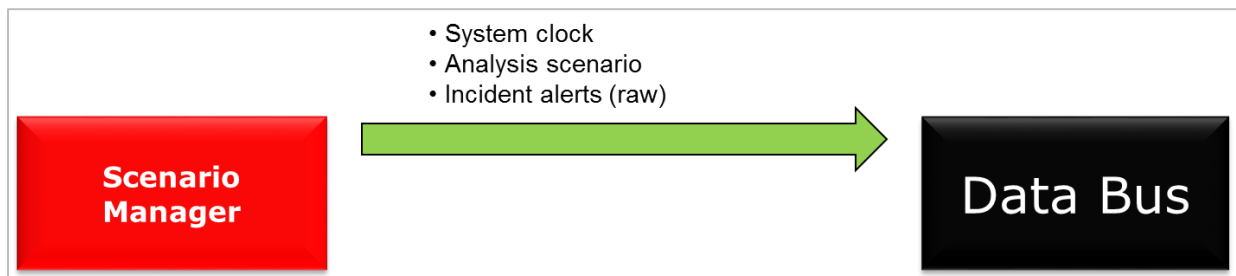 • System clock
• Analysis scenario
• Incident alerts (raw)
Scenario
Manager
Data Bus